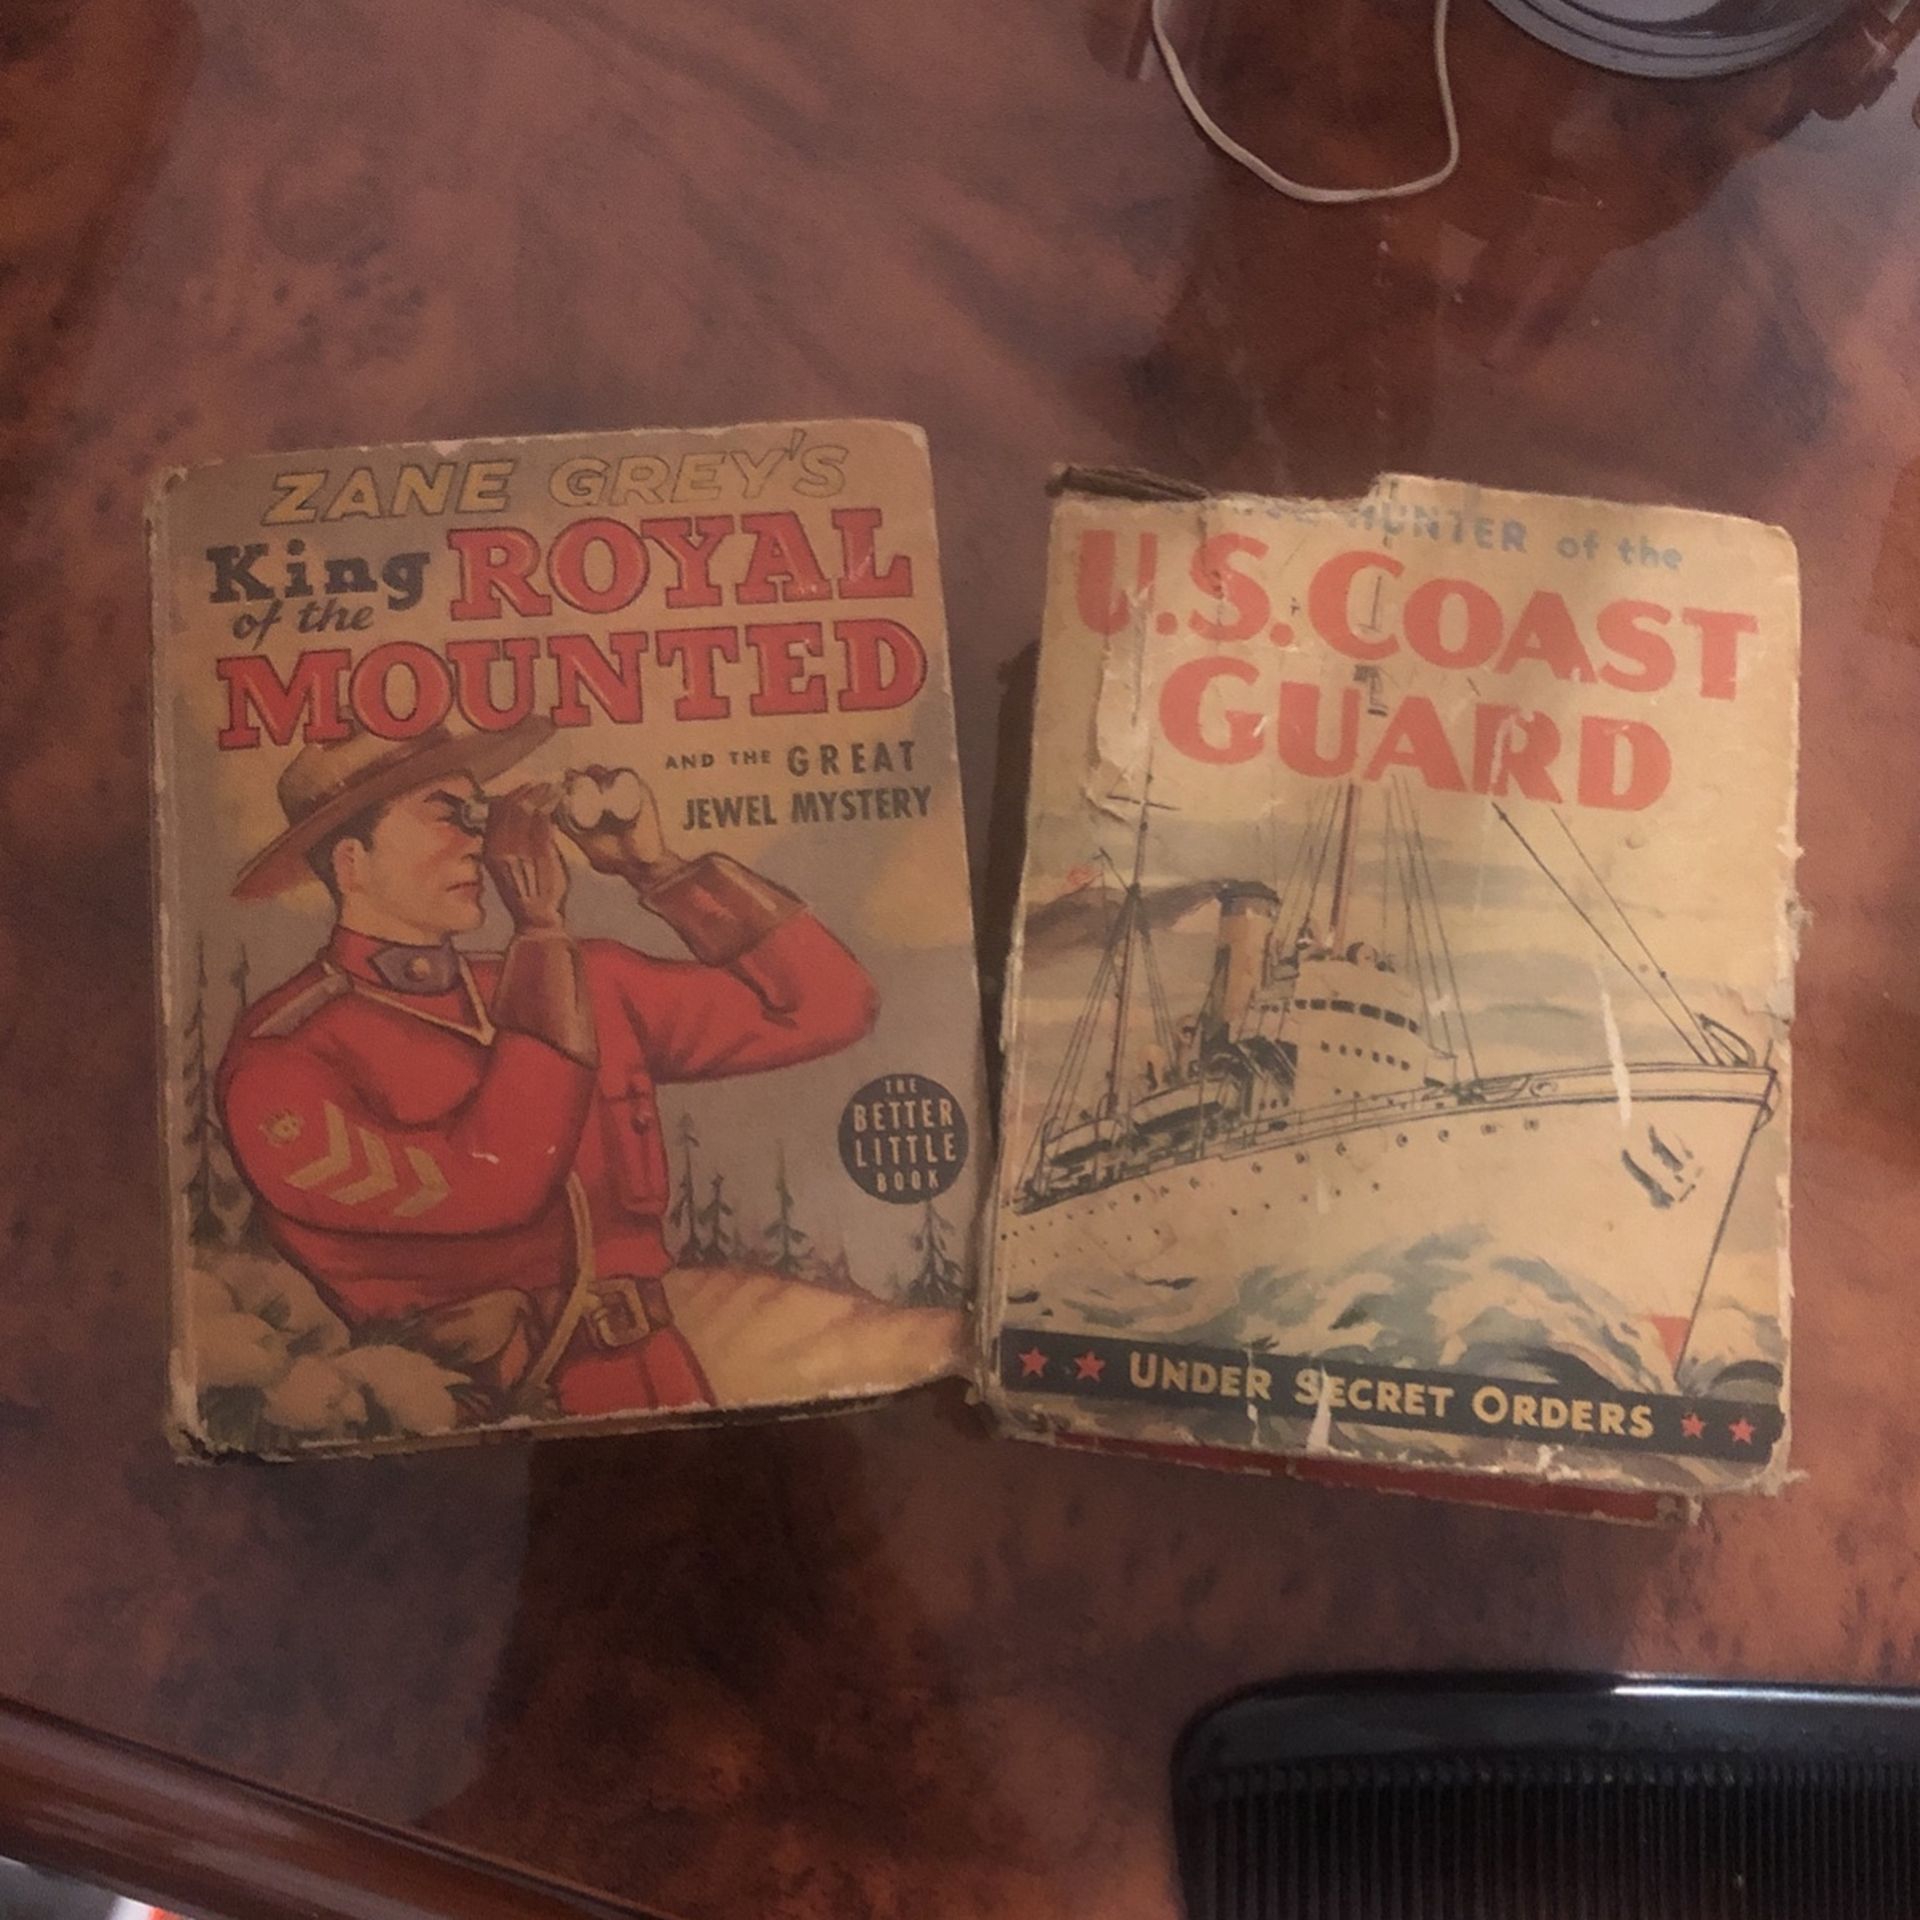 ZANE GREY'S
King
of the
ROYAL
MOUNTED
AND THE GREAT
JEWEL MYSTERY
THE
BETTER
LITTLE
BOOK
HUNTER of the
U.S. COAST
GUARD
UNDER SECRET ORDERS